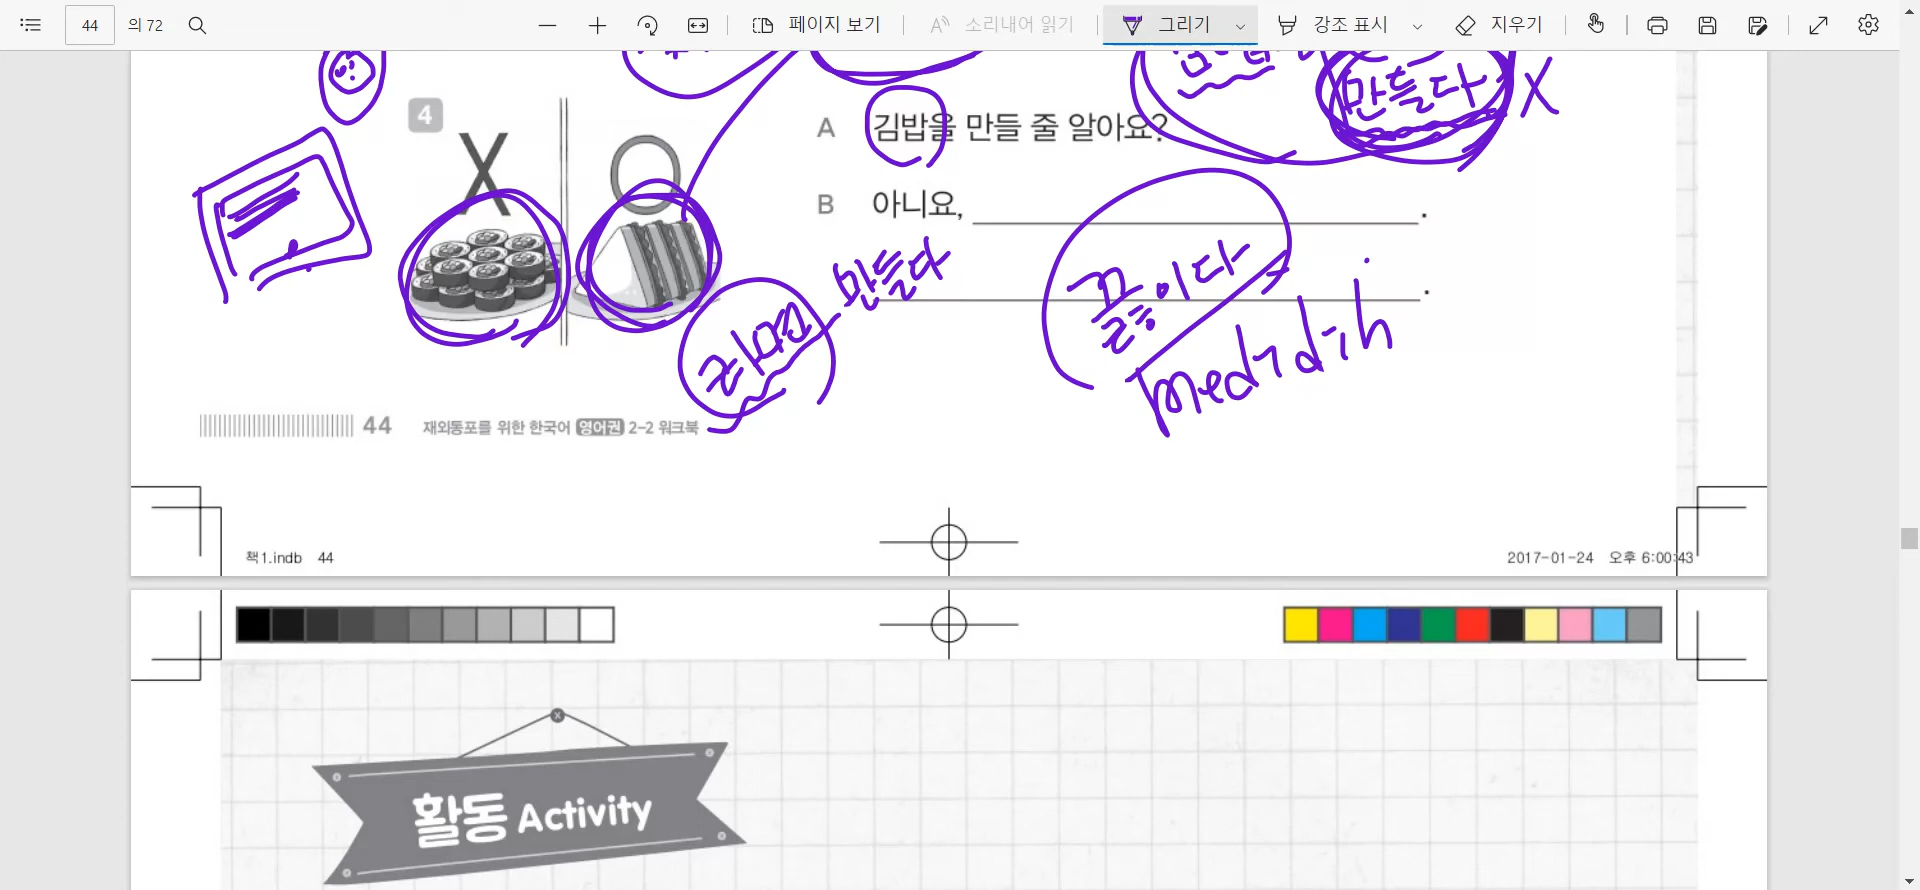 44 의 72 페이지 보기 소리내어 읽기 그리기 강조 표시 지우기
만들다 X
4
X
A 김밥을 만들 줄 알아요?
B 아니요, .
만들다
끓이다 .
medidih
44 재외동포를 위한 한국어 영어권 2-2 워크북
책1.indb 44 2017-01-24 오후 6:00:43
활동 Activity